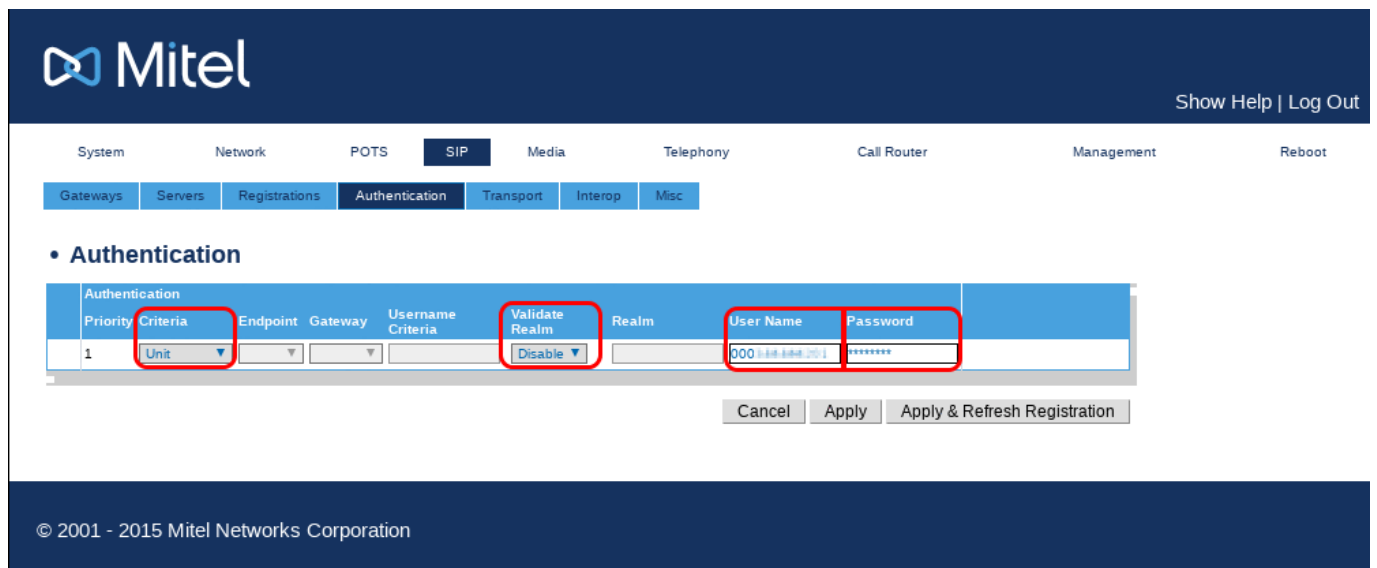 Mitel
Show Help | Log Out
System Network POTS SIP Media Telephony Call Router Management Reboot
Gateways Servers Registrations Authentication Transport Interop Misc
• Authentication
Authentication
Priority Criteria Endpoint Gateway Username Criteria Validate Realm Realm User Name Password
1 Unit Disable 000 201 ********
Cancel Apply Apply & Refresh Registration
© 2001 - 2015 Mitel Networks Corporation